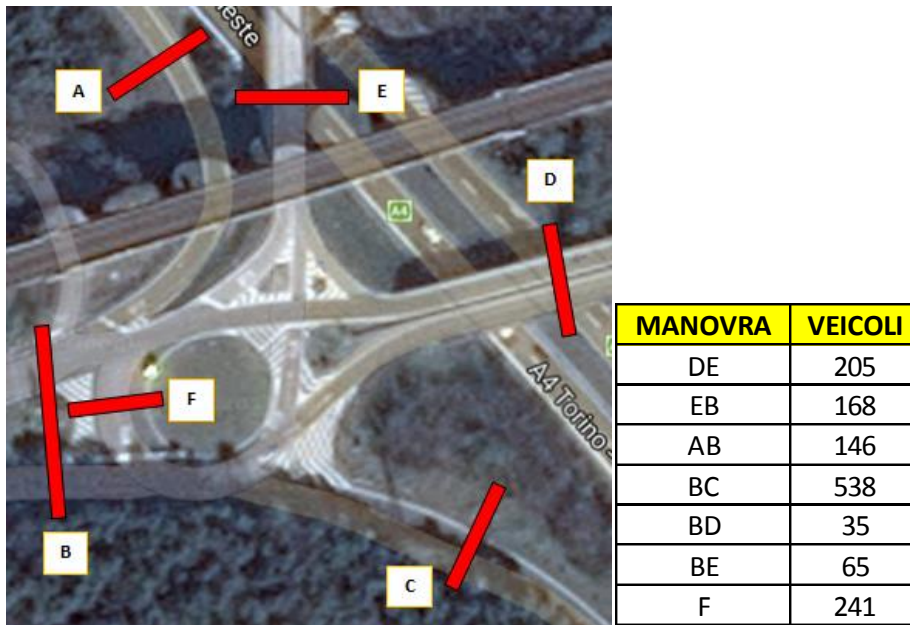 este
A
E
D
A4
F
A4 Torino -
B
C
MANOVRA VEICOLI
DE 205
EB 168
AB 146
BC 538
BD 35
BE 65
F 241